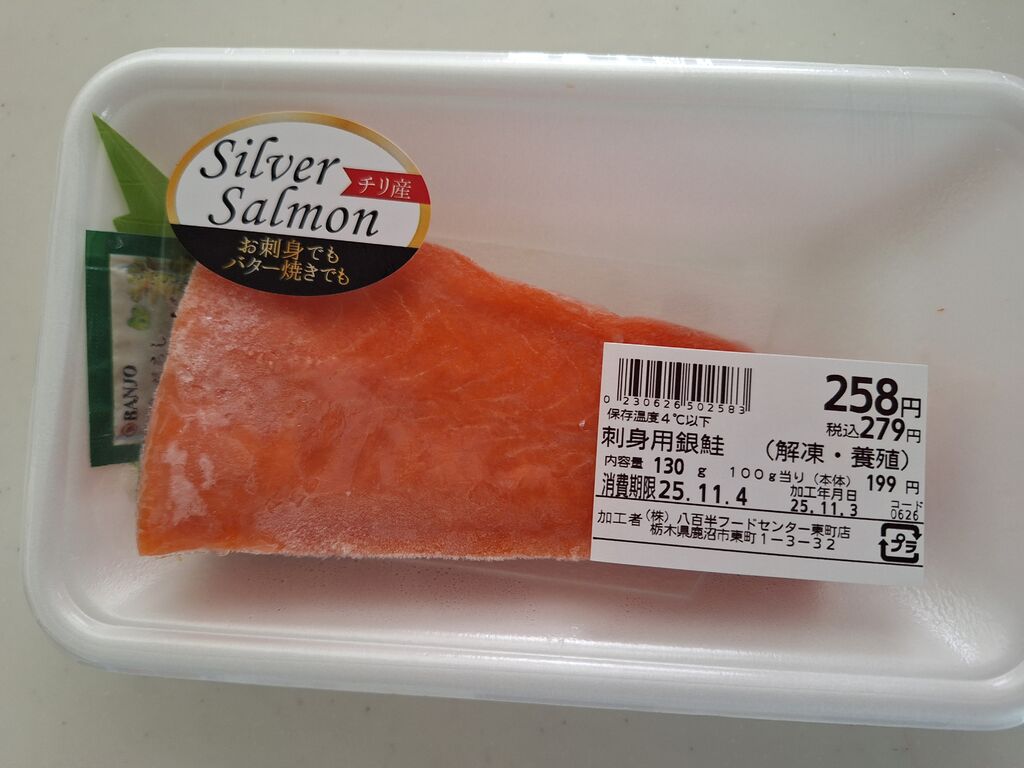 Silver
Salmon
チリ産
お刺身でも
バター焼きでも
BANJO
0 230626 502583
258円
保存温度4℃以下
税込279円
刺身用銀鮭 (解凍・養殖)
内容量 130 g 100g当り(本体) 199 円
消費期限25.11.4 加工年月日 25.11.3 コード 0626
加工者(株)八百半フードセンター東町店
栃木県鹿沼市東町1-3-32
プラ